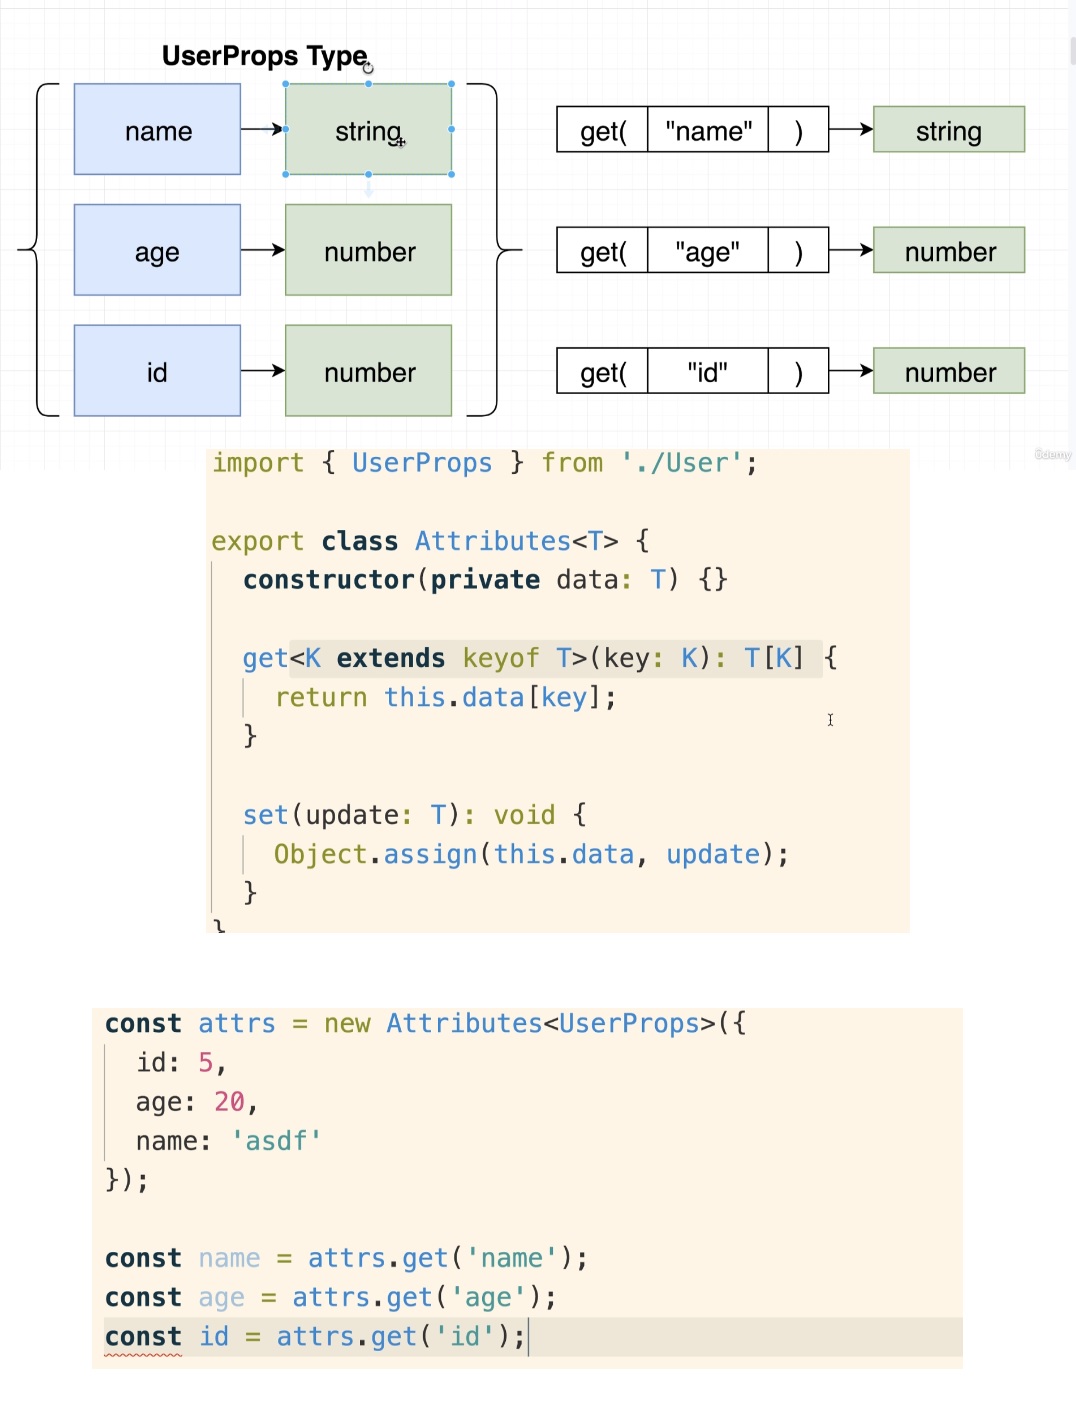 UserProps Type
name string get( "name" ) string
age number get( "age" ) number
id number get( "id" ) number
ûdemy
import { UserProps } from './User';
export class Attributes<T> {
constructor(private data: T) {}
get<K extends keyof T>(key: K): T[K] {
return this.data[key];
}
set(update: T): void {
Object.assign(this.data, update);
}
}
const attrs = new Attributes<UserProps>({
id: 5,
age: 20,
name: 'asdf'
});
const name = attrs.get('name');
const age = attrs.get('age');
const id = attrs.get('id');